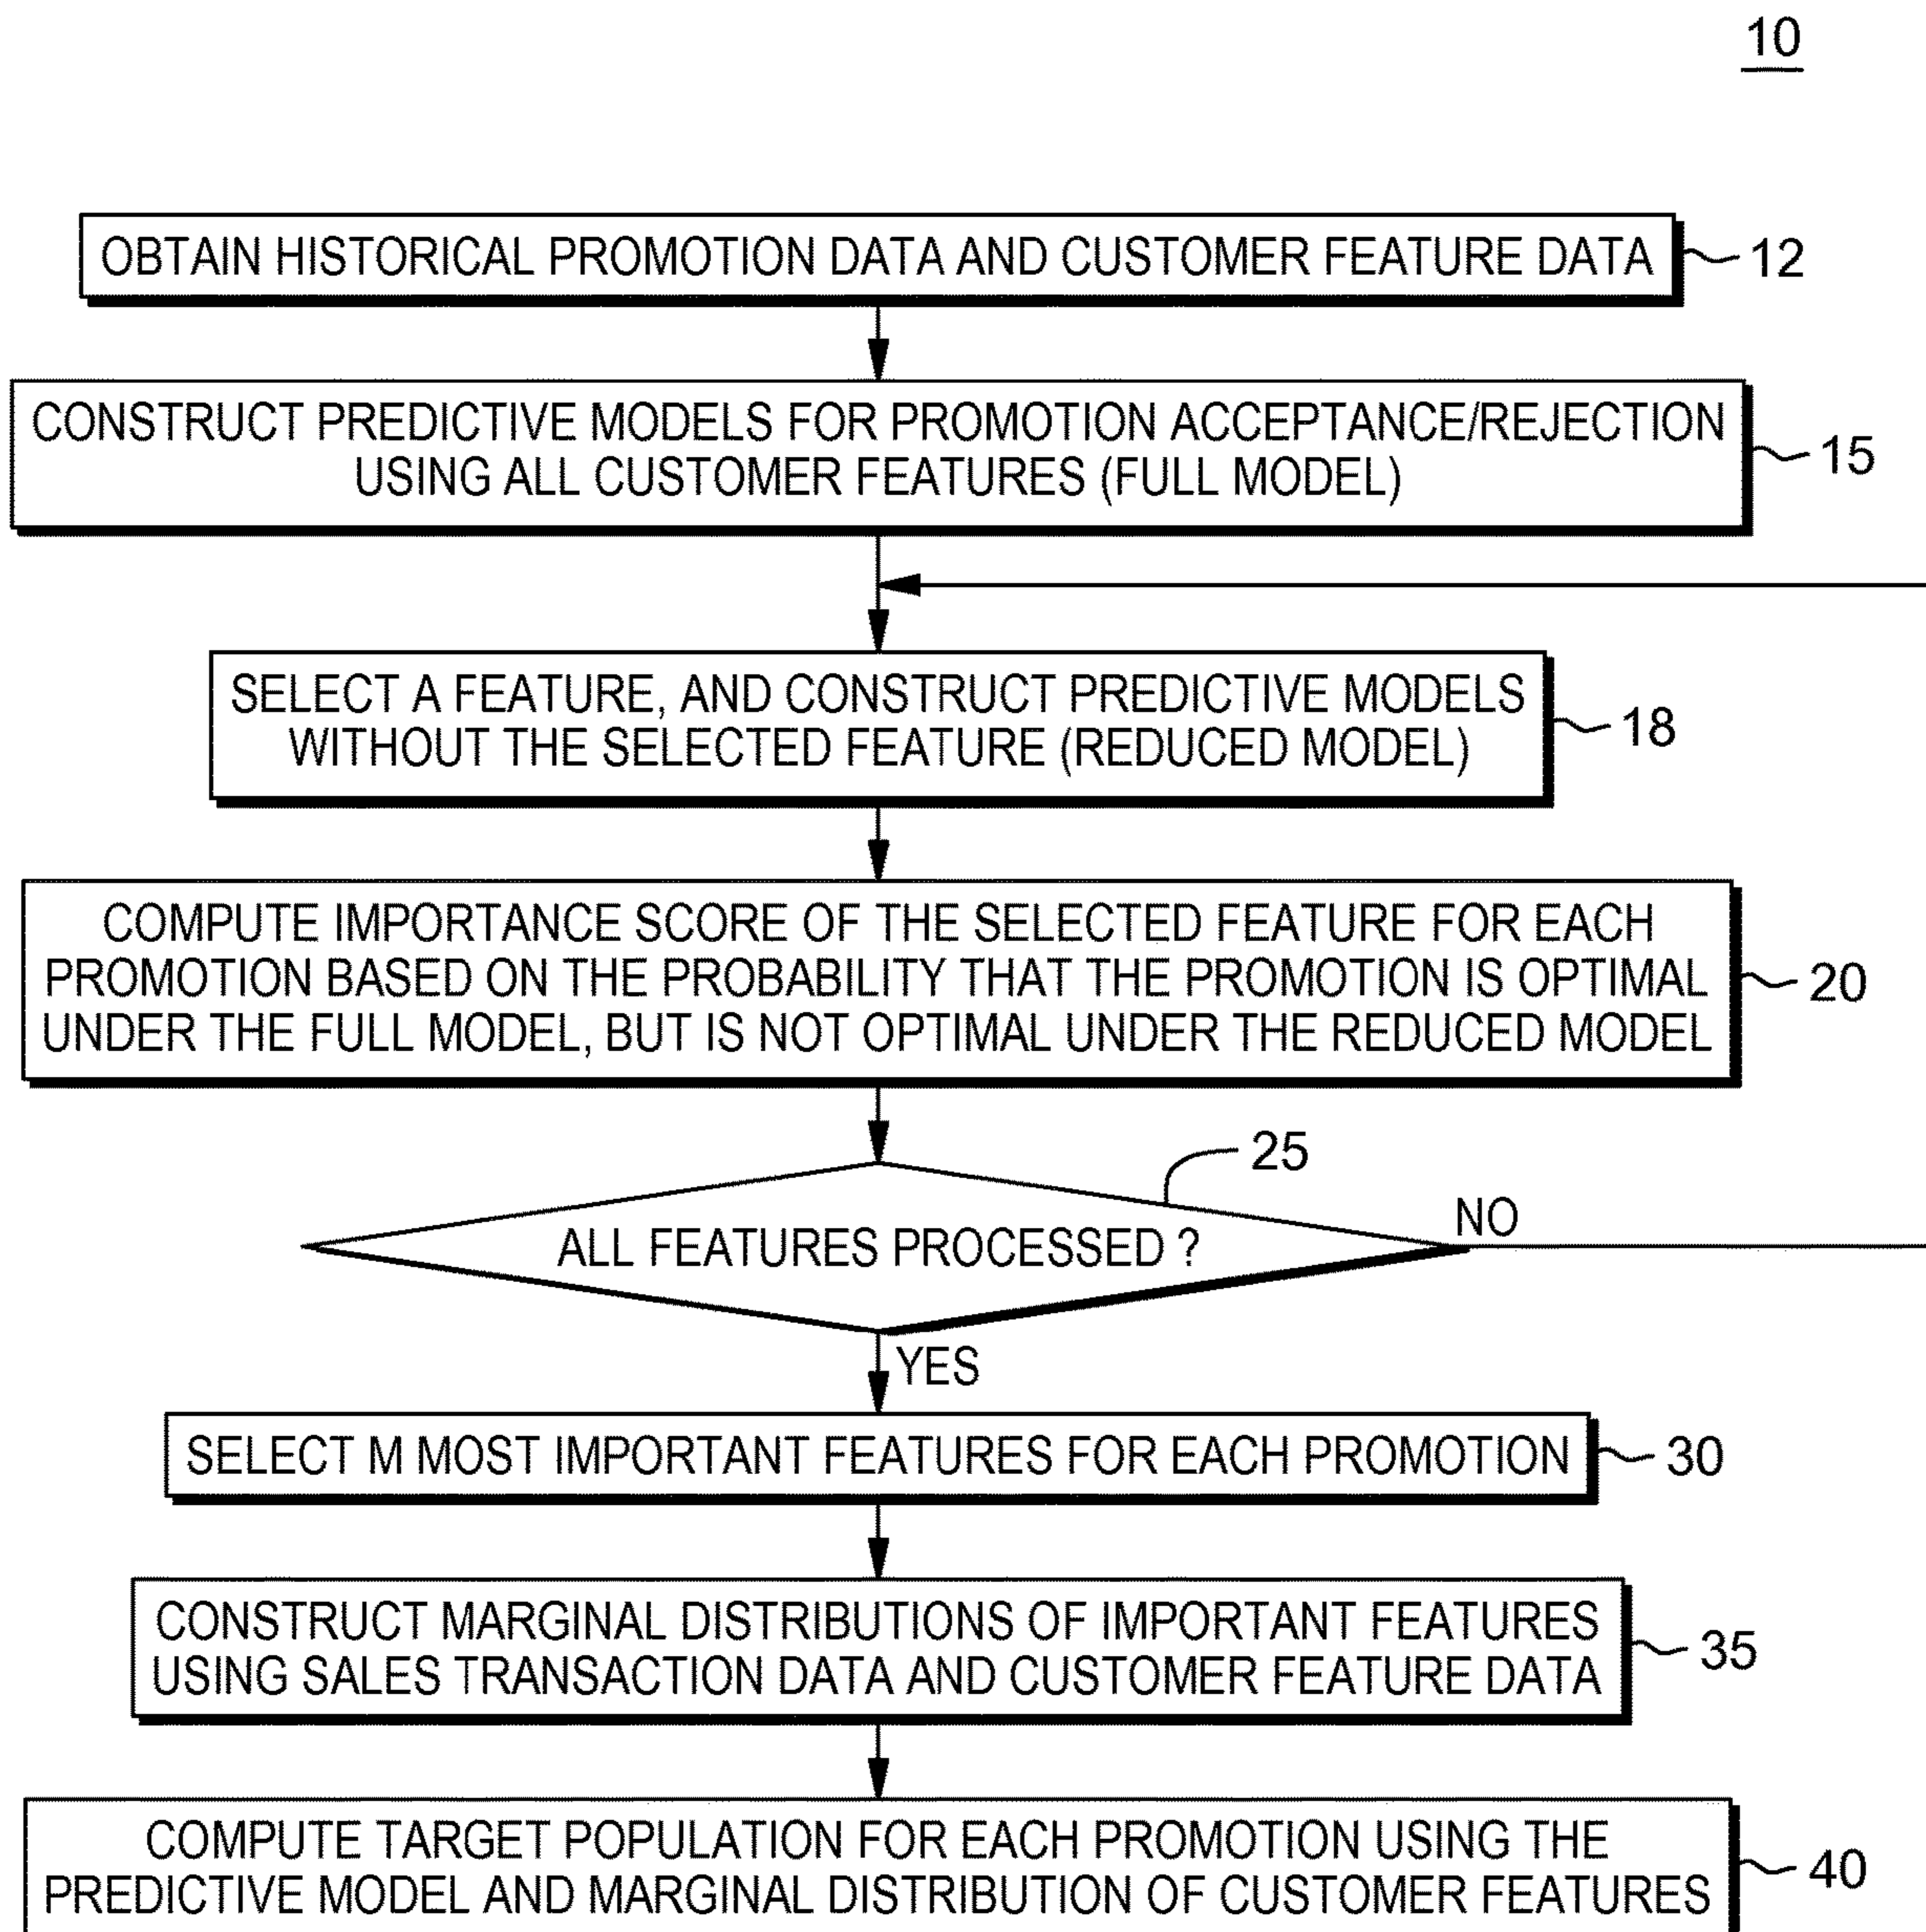 10
OBTAIN HISTORICAL PROMOTION DATA AND CUSTOMER FEATURE DATA
12
CONSTRUCT PREDICTIVE MODELS FOR PROMOTION ACCEPTANCE/REJECTION
USING ALL CUSTOMER FEATURES (FULL MODEL)
15
SELECT A FEATURE, AND CONSTRUCT PREDICTIVE MODELS
WITHOUT THE SELECTED FEATURE (REDUCED MODEL)
18
COMPUTE IMPORTANCE SCORE OF THE SELECTED FEATURE FOR EACH
PROMOTION BASED ON THE PROBABILITY THAT THE PROMOTION IS OPTIMAL
UNDER THE FULL MODEL, BUT IS NOT OPTIMAL UNDER THE REDUCED MODEL
20
25
ALL FEATURES PROCESSED ?
NO
YES
SELECT M MOST IMPORTANT FEATURES FOR EACH PROMOTION
30
CONSTRUCT MARGINAL DISTRIBUTIONS OF IMPORTANT FEATURES
USING SALES TRANSACTION DATA AND CUSTOMER FEATURE DATA
35
COMPUTE TARGET POPULATION FOR EACH PROMOTION USING THE
PREDICTIVE MODEL AND MARGINAL DISTRIBUTION OF CUSTOMER FEATURES
40